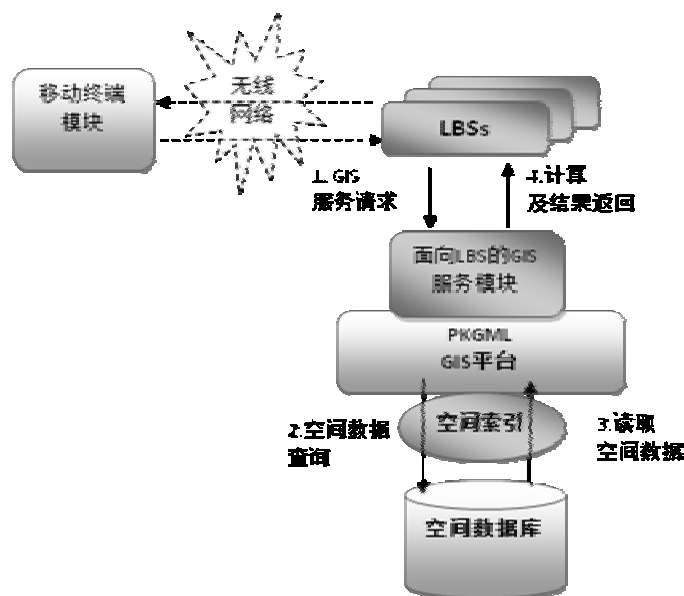 移动终端
模块
无线
网络
LBSs
1. GIS
服务请求
4.计算
及结果返回
面向LBS的GIS
服务模块
PKGML
GIS平台
2.空间数据
查询
空间索引
3.读取
空间数据
空间数据库